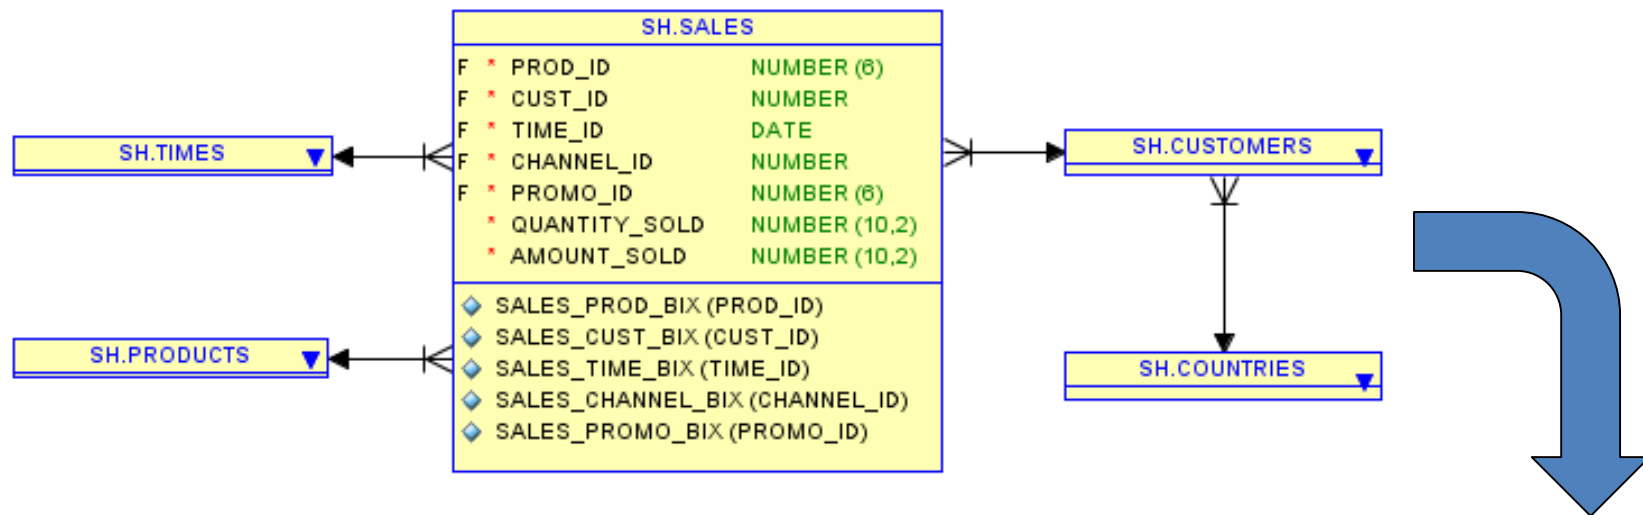 SH.SALES
F * PROD_ID NUMBER (6)
F * CUST_ID NUMBER
F * TIME_ID DATE
F * CHANNEL_ID NUMBER
F * PROMO_ID NUMBER (6)
* QUANTITY_SOLD NUMBER (10,2)
* AMOUNT_SOLD NUMBER (10,2)
SALES_PROD_BIX (PROD_ID)
SALES_CUST_BIX (CUST_ID)
SALES_TIME_BIX (TIME_ID)
SALES_CHANNEL_BIX (CHANNEL_ID)
SALES_PROMO_BIX (PROMO_ID)
SH.TIMES
SH.PRODUCTS
SH.CUSTOMERS
SH.COUNTRIES